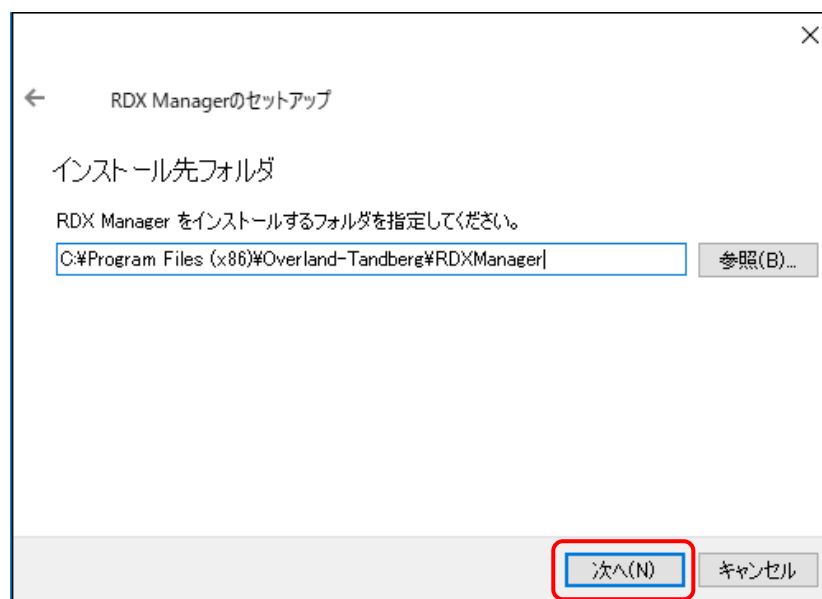 RDX Managerのセットアップ
インストール先フォルダ
RDX Manager をインストールするフォルダを指定してください。
C:¥Program Files (x86)¥Overland-Tandberg¥RDXManager
参照(B)...
次へ(N)
キャンセル